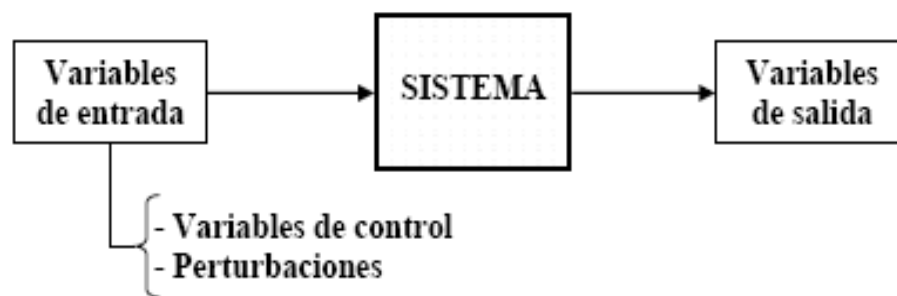 Variables
de entrada
SISTEMA
Variables
de salida
- Variables de control
- Perturbaciones